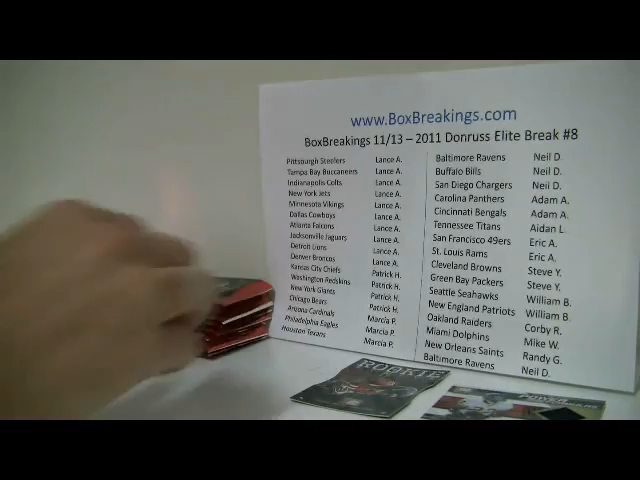 www.BoxBreakings.com
BoxBreakings 11/13 – 2011 Donruss Elite Break #8
Pittsourgh Steelers Lance A.
Tampa Bay Buccaneers Lance A.
Indianapolis Colts Lance A.
New York Jets Lance A.
Minnesota Vikings Lance A.
Dallas Cowboys Lance A.
Atlanta Falcons Lance A.
Jacksonville Jaguars Lance A.
Detroit Lions Lance A.
Denver Broncos Lance A.
Kansas City Chiefs Patrick H.
Washington Redskins Patrick H.
New York Giants Patrick H.
Chicago Bears Patrick H.
Arizona Cardinals Marcia P.
Philadelphia Eagles Marcia P.
Houston Texans Marcia P.
Baltimore Ravens Neil D.
Buffalo Bills Neil D.
San Diego Chargers Neil D.
Carolina Panthers Adam A.
Cincinnati Bengals Adam A.
Tennessee Titans Aidan L.
San Francisco 49ers Eric A.
St. Louis Rams Eric A.
Cleveland Browns Steve Y.
Green Bay Packers Steve Y.
Seattle Seahawks William B.
New England Patriots William B.
Oakland Raiders Corby R.
Miami Dolphins Mike W.
New Orleans Saints Randy G.
Baltimore Ravens Neil D.
ROOKIE
POWER